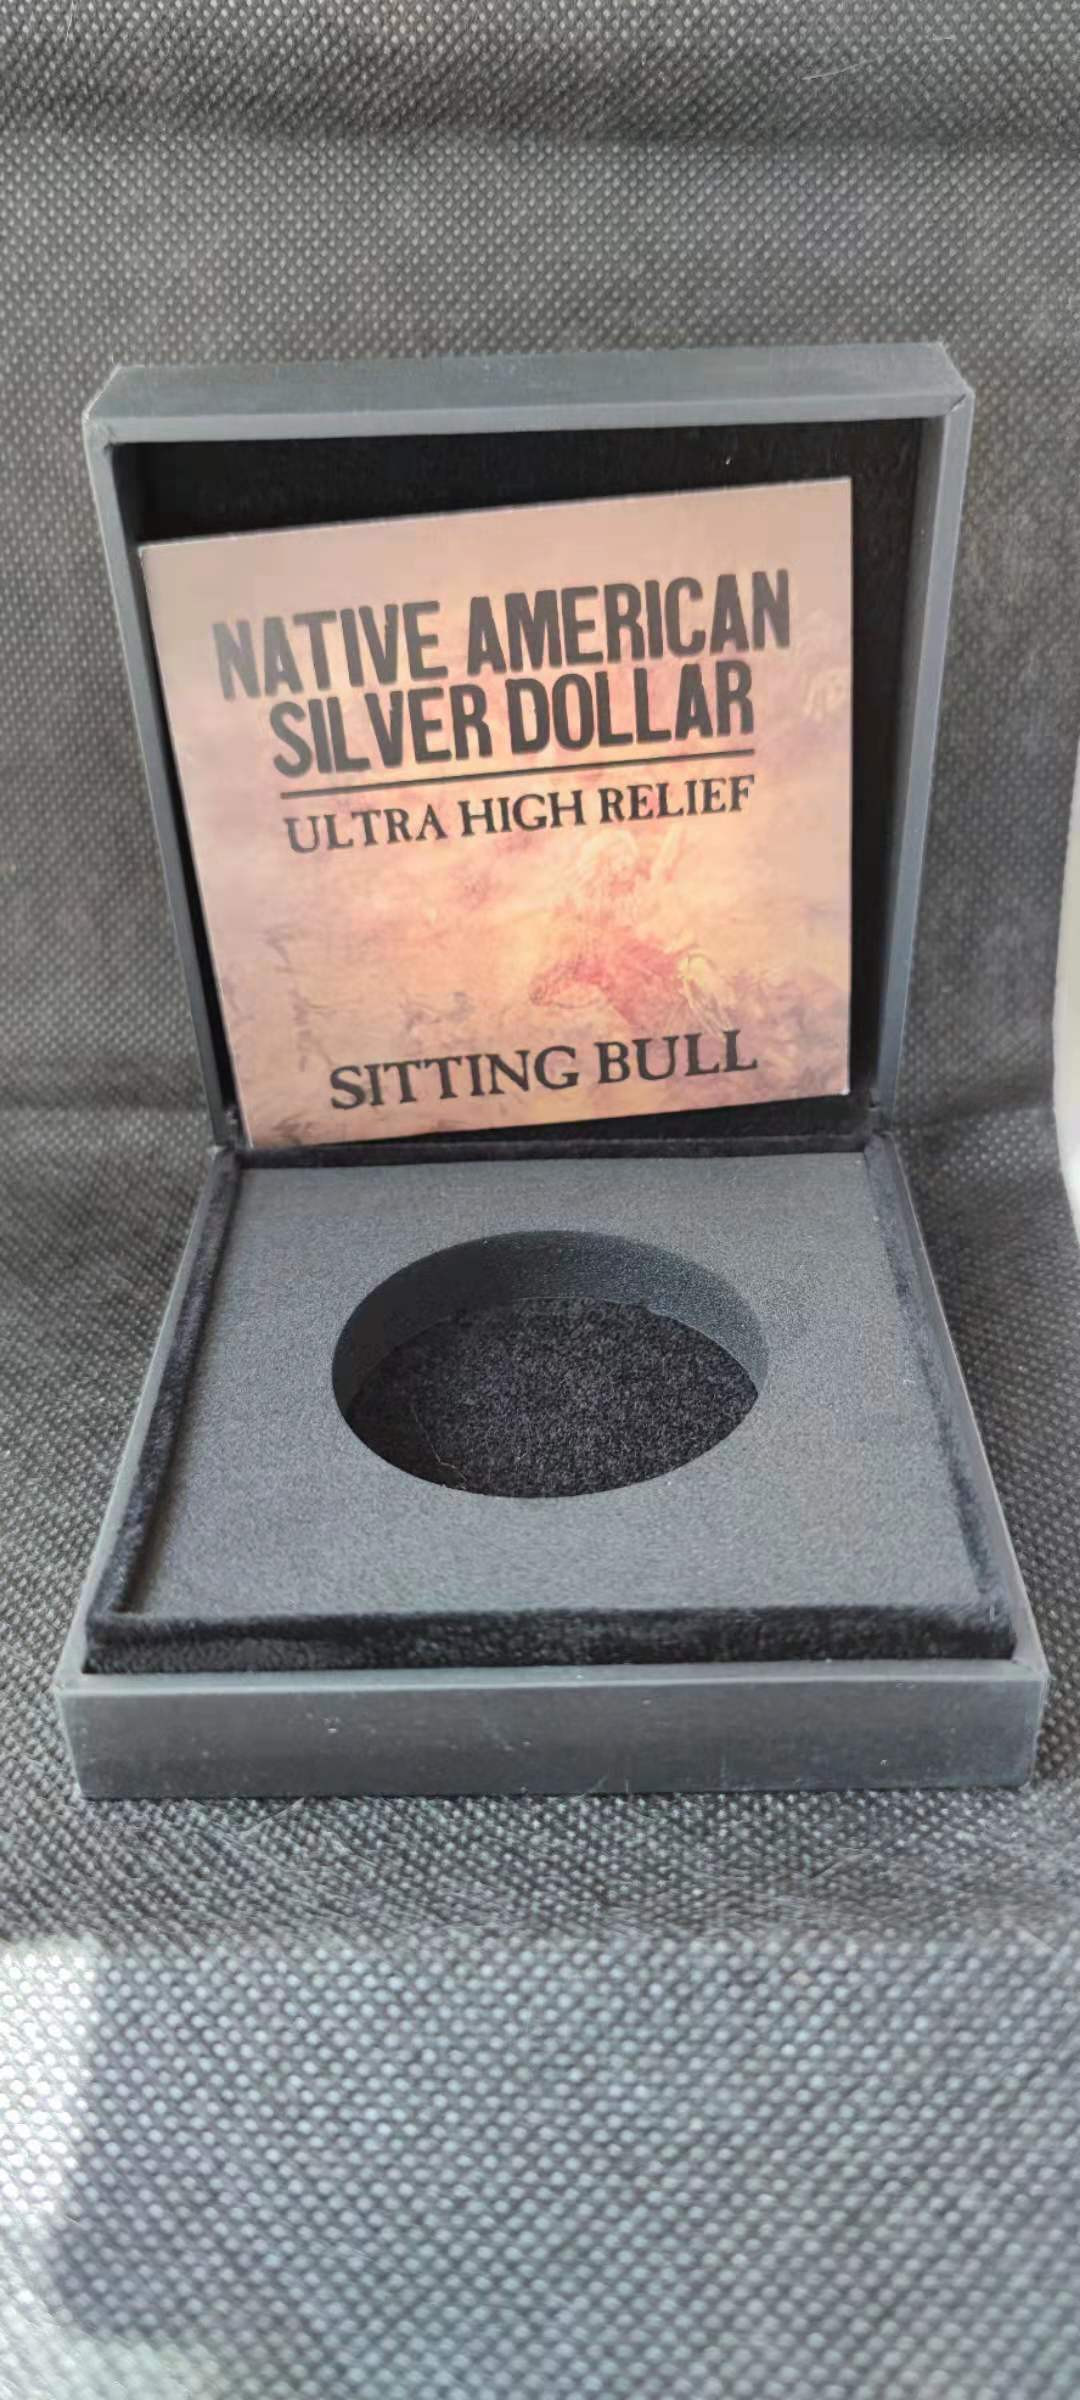 NATIVE AMERICAN
SILVER DOLLAR
ULTRA HIGH RELIEF
SITTING BULL